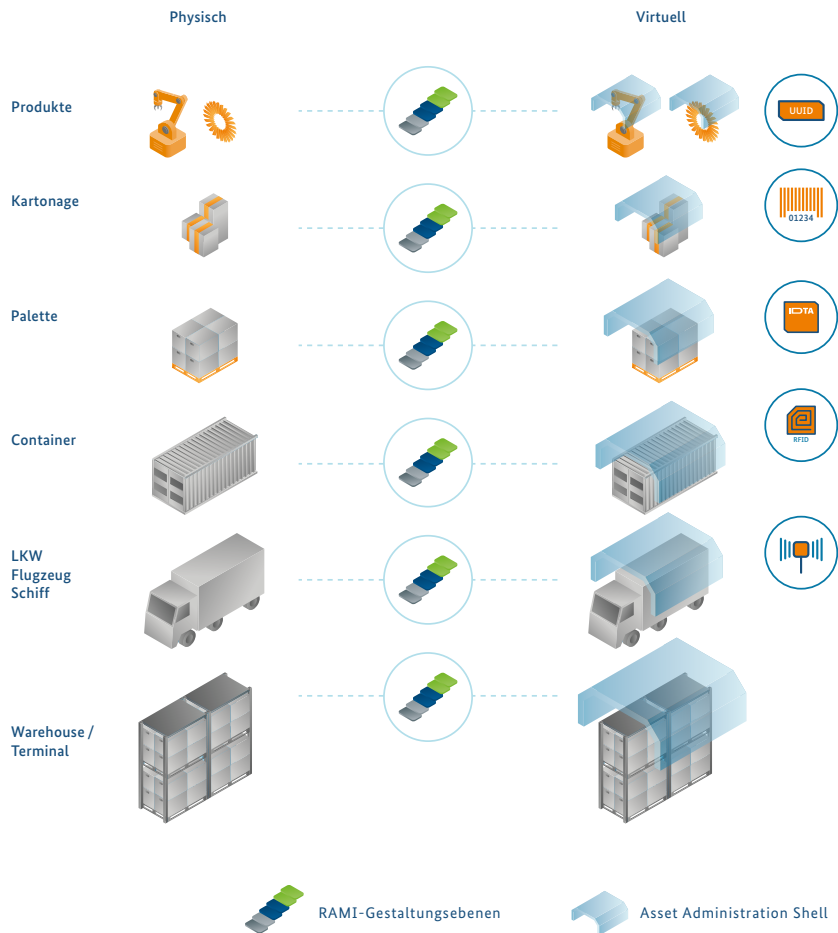 Physisch
Virtuell
Produkte
UUID
Kartonage
01234
Palette
IDTA
Container
RFID
LKW
Flugzeug
Schiff
Warehouse /
Terminal
RAMI-Gestaltungsebenen
Asset Administration Shell